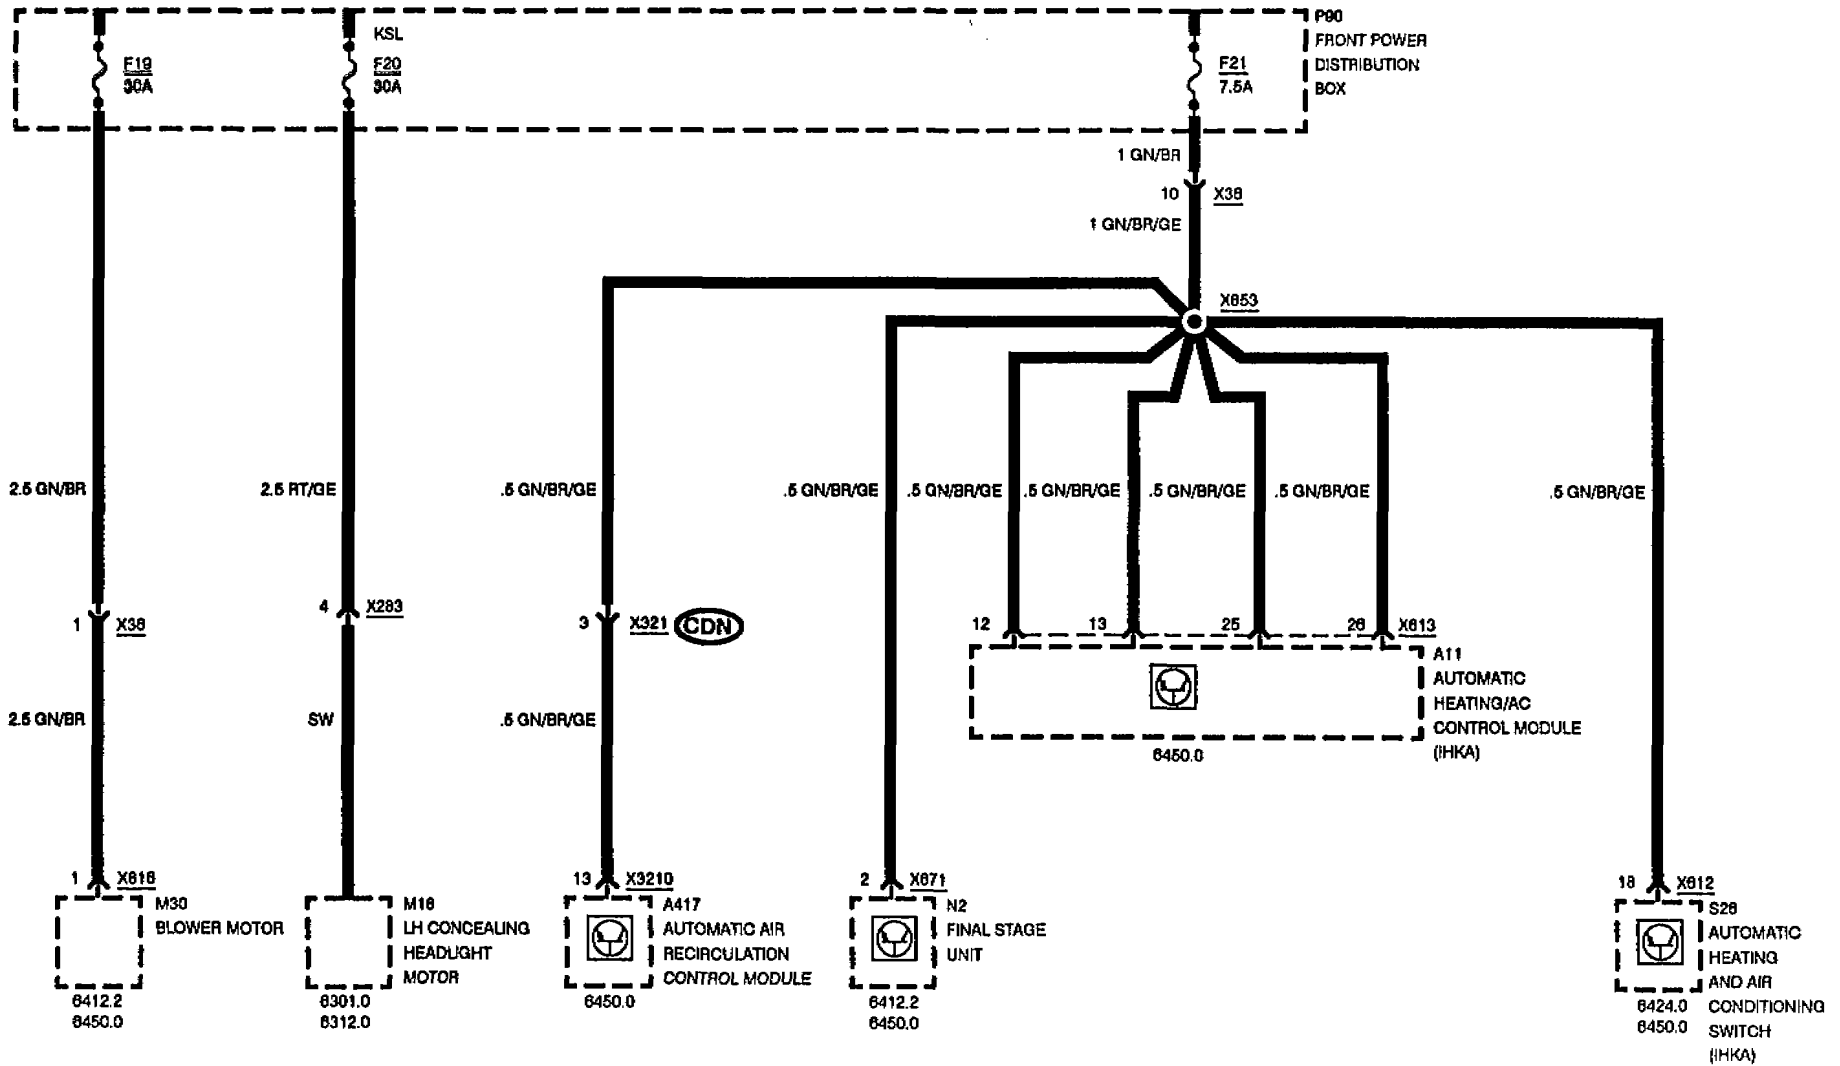 KSL
F19
30A
F20
30A
F21
7.5A
P90
FRONT POWER
DISTRIBUTION
BOX
1 GN/BR
10 X38
1 GN/BR/GE
X653
2.5 GN/BR
2.5 RT/GE
.5 GN/BR/GE
.5 GN/BR/GE
.5 GN/BR/GE
.5 GN/BR/GE
.5 GN/BR/GE
.5 GN/BR/GE
.5 GN/BR/GE
1 X38
4 X283
3 X321
CDN
12
13
25
26 X613
A11
AUTOMATIC
HEATING/AC
CONTROL MODULE
(IHKA)
6450.0
2.5 GN/BR
SW
.5 GN/BR/GE
1 X618
M30
BLOWER MOTOR
6412.2
6450.0
M16
LH CONCEALING
HEADLIGHT
MOTOR
6301.0
6312.0
13 X3210
A417
AUTOMATIC AIR
RECIRCULATION
CONTROL MODULE
6450.0
2 X671
N2
FINAL STAGE
UNIT
6412.2
6450.0
18 X612
S26
AUTOMATIC
HEATING
AND AIR
CONDITIONING
SWITCH
(IHKA)
6424.0
6450.0